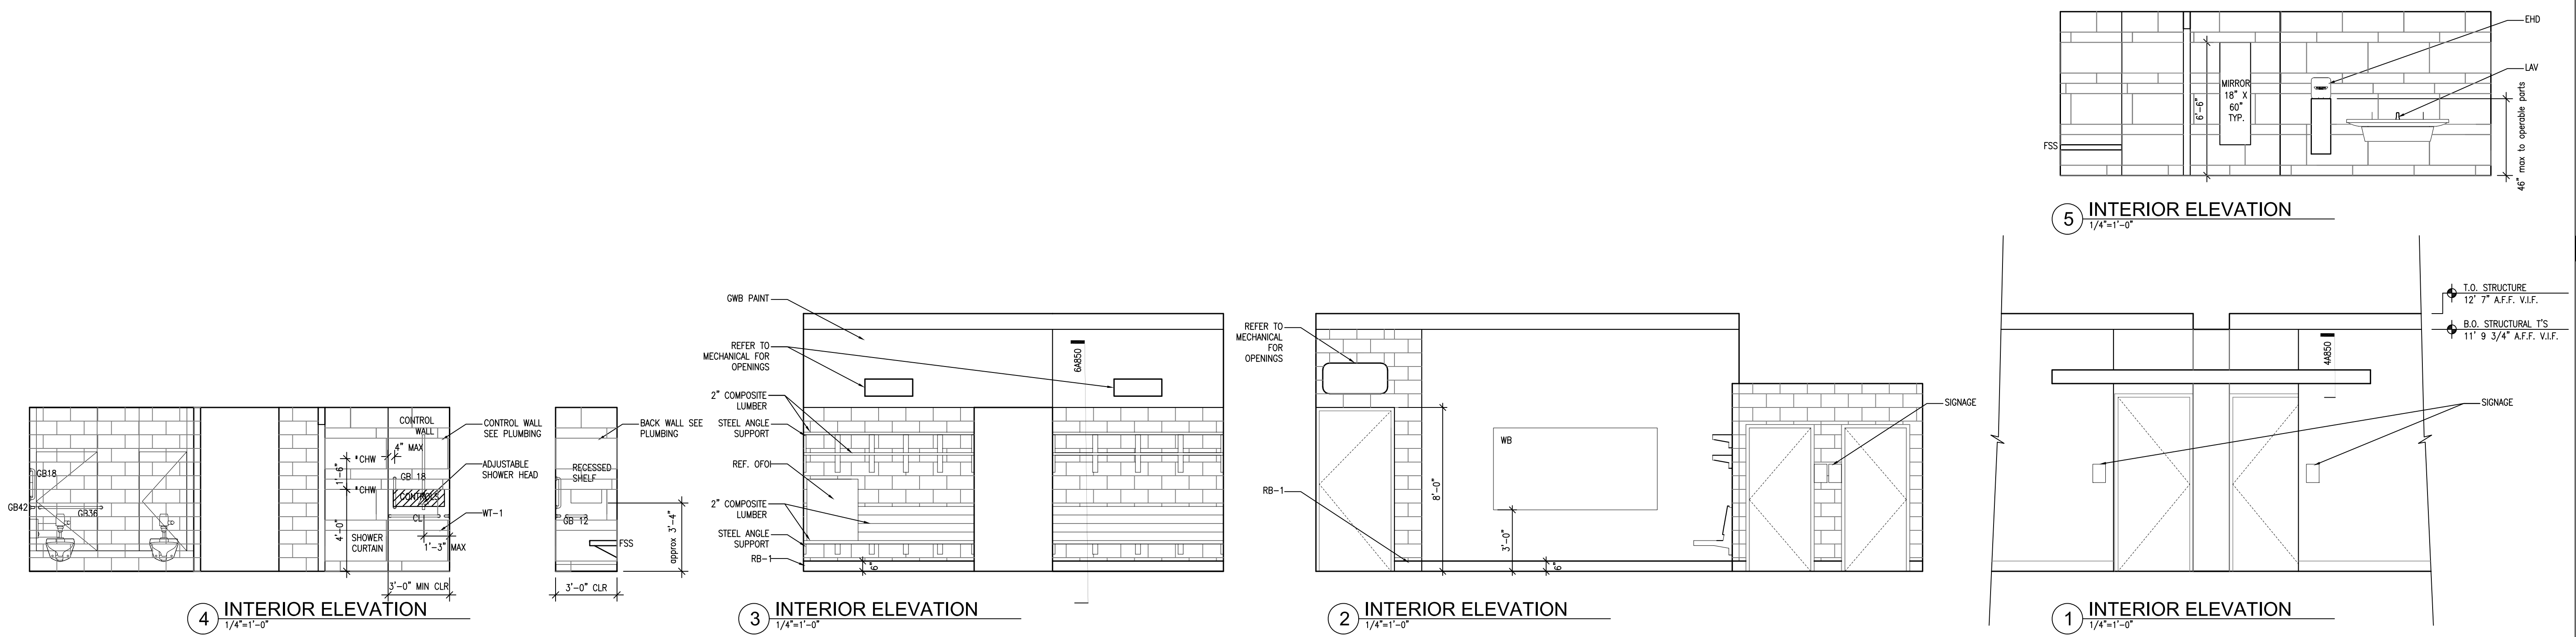 EHD
LAV
MIRROR
18" X
60"
TYP.
6'-6"
FSS
46" max to operable parts
5
INTERIOR ELEVATION
1/4"=1'-0"
GB18
GB42
GB36
CONTROL
WALL
4" MAX
*CHW
1'-6"
*CHW
GB 18
CONTROLS
CL
4'-0"
SHOWER
CURTAIN
1'-3" MAX
3'-0" MIN CLR
CONTROL WALL
SEE PLUMBING
ADJUSTABLE
SHOWER HEAD
WT-1
RECESSED
SHELF
GB 12
FSS
BACK WALL SEE
PLUMBING
approx 3'-4"
3'-0" CLR
4
INTERIOR ELEVATION
1/4"=1'-0"
GWB PAINT
REFER TO
MECHANICAL FOR
OPENINGS
2" COMPOSITE
LUMBER
STEEL ANGLE
SUPPORT
REF. OFOI
2" COMPOSITE
LUMBER
STEEL ANGLE
SUPPORT
RB-1
6"
6A850
3
INTERIOR ELEVATION
1/4"=1'-0"
REFER TO
MECHANICAL
FOR
OPENINGS
RB-1
8'-0"
WB
3'-0"
6"
SIGNAGE
2
INTERIOR ELEVATION
1/4"=1'-0"
T.O. STRUCTURE
12' 7" A.F.F. V.I.F.
B.O. STRUCTURAL T'S
11' 9 3/4" A.F.F. V.I.F.
4A850
SIGNAGE
1
INTERIOR ELEVATION
1/4"=1'-0"